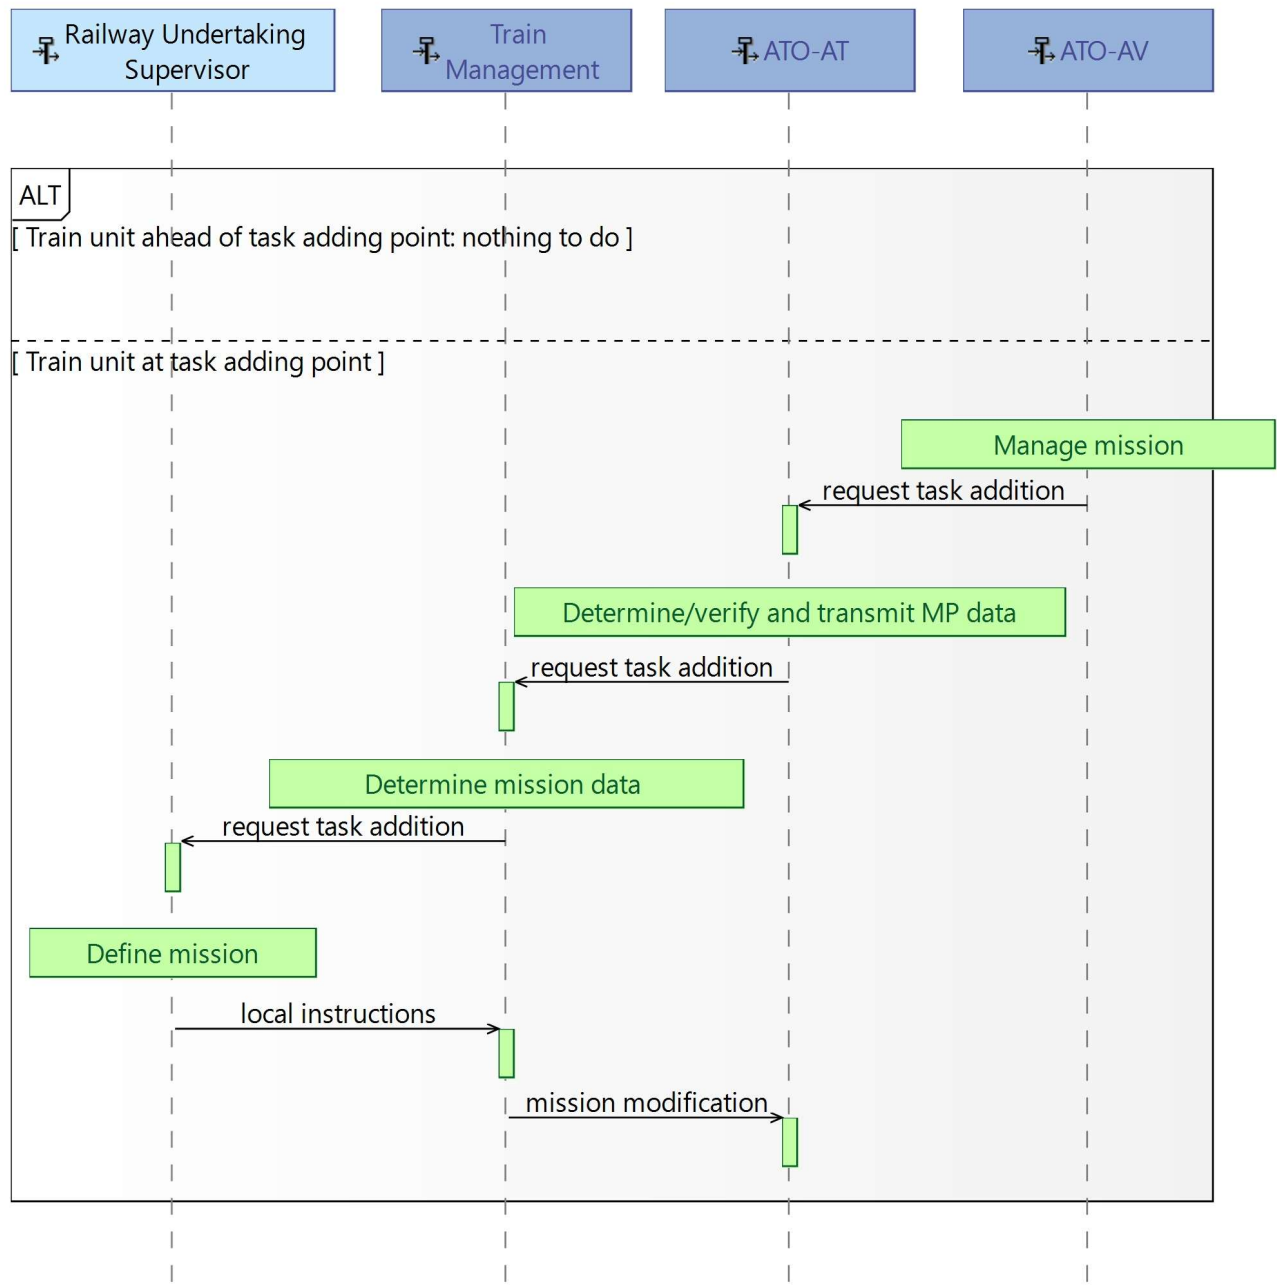 Railway Undertaking
Supervisor
Train
Management
ATO-AT
ATO-AV
ALT
[ Train unit ahead of task adding point: nothing to do ]
[ Train unit at task adding point ]
Manage mission
request task addition
Determine/verify and transmit MP data
request task addition
Determine mission data
request task addition
Define mission
local instructions
mission modification